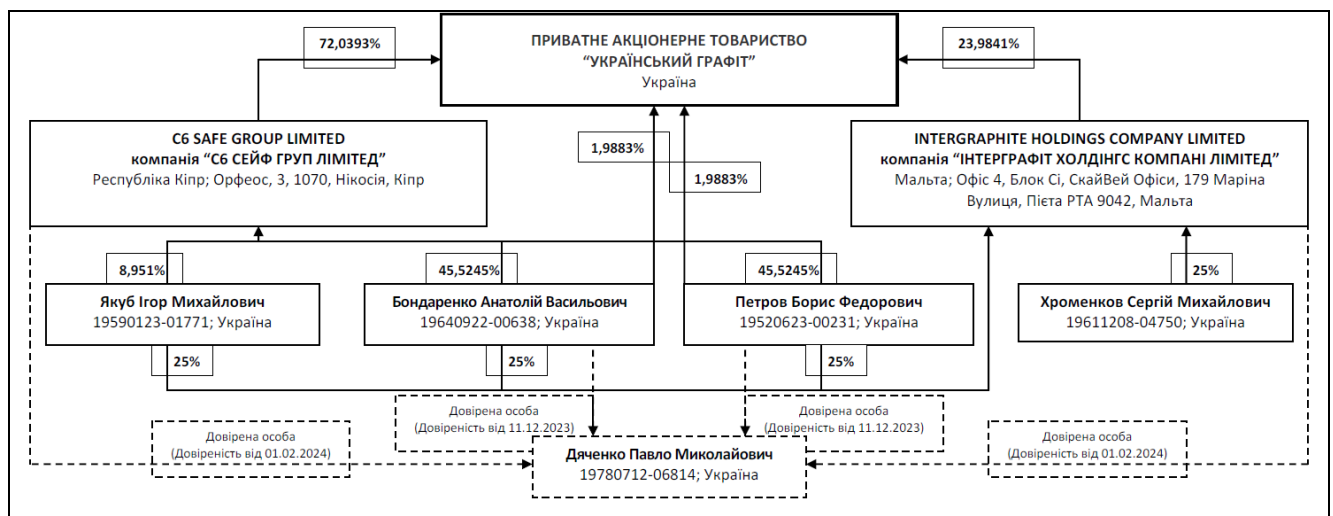 72,0393%
ПРИВАТНЕ АКЦІОНЕРНЕ ТОВАРИСТВО
“УКРАЇНСЬКИЙ ГРАФІТ”
Україна
23,9841%
C6 SAFE GROUP LIMITED
компанія “С6 СЕЙФ ГРУП ЛІМІТЕД”
Республіка Кіпр; Орфеос, 3, 1070, Нікосія, Кіпр
1,9883%
1,9883%
INTERGRAPHITE HOLDINGS COMPANY LIMITED
компанія “ІНТЕРГРАФІТ ХОЛДІНГС КОМПАНІ ЛІМІТЕД”
Мальта; Офіс 4, Блок Сі, СкайВей Офіси, 179 Маріна
Вулиця, Пієта РТА 9042, Мальта
8,951%
45,5245%
45,5245%
25%
Якуб Ігор Михайлович
19590123-01771; Україна
Бондаренко Анатолій Васильович
19640922-00638; Україна
Петров Борис Федорович
19520623-00231; Україна
Хроменков Сергій Михайлович
19611208-04750; Україна
25%
25%
25%
Довірена особа
(Довіреність від 01.02.2024)
Довірена особа
(Довіреність від 11.12.2023)
Довірена особа
(Довіреність від 11.12.2023)
Довірена особа
(Довіреність від 01.02.2024)
Дяченко Павло Миколайович
19780712-06814; Україна